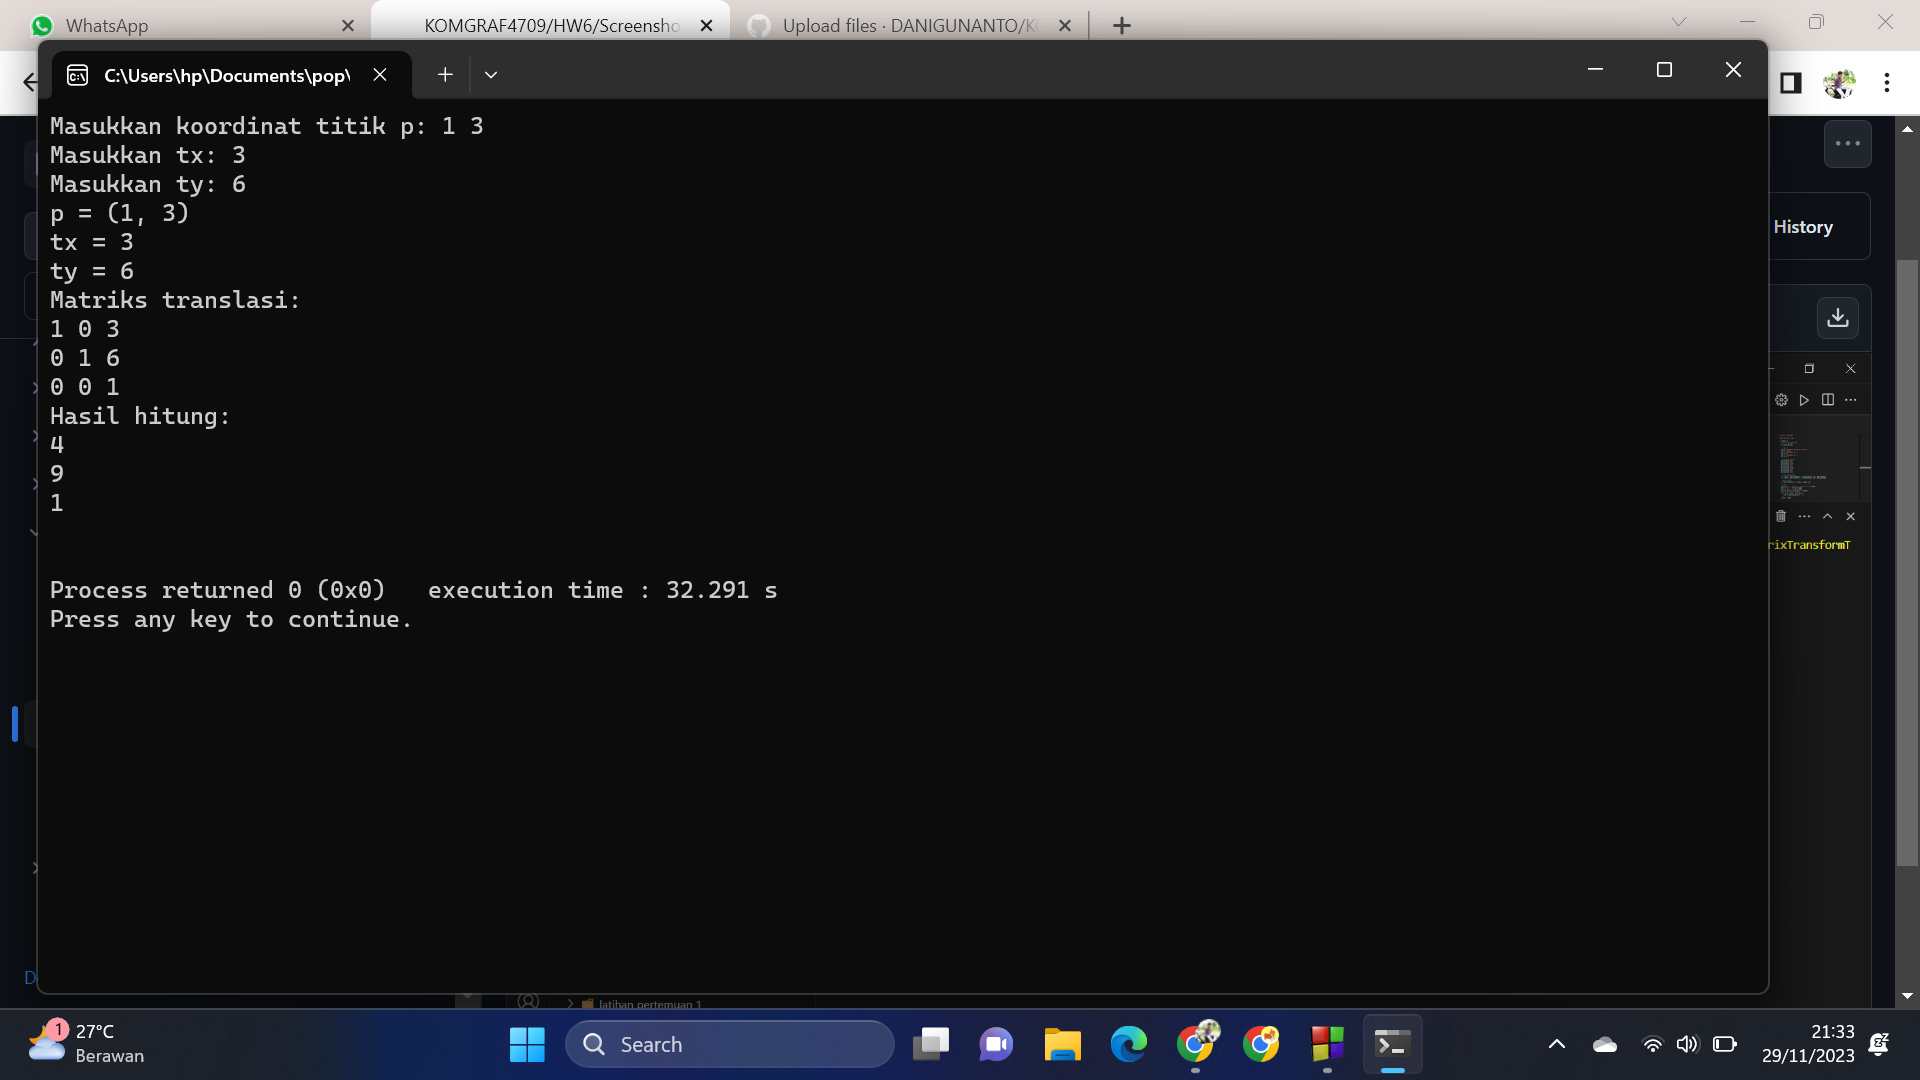 WhatsApp
KOMGRAF4709/HW6/Screensho
Upload files · DANIGUNANTO/K
C:\Users\hp\Documents\pop\
Masukkan koordinat titik p: 1 3
Masukkan tx: 3
Masukkan ty: 6
p = (1, 3)
tx = 3
ty = 6
Matriks translasi:
1 0 3
0 1 6
0 0 1
Hasil hitung:
4
9
1
Process returned 0 (0x0)   execution time : 32.291 s
Press any key to continue.
History
rixTransformT
D
latihan pertemuan 1
1
27°C
Berawan
Search
21:33
29/11/2023